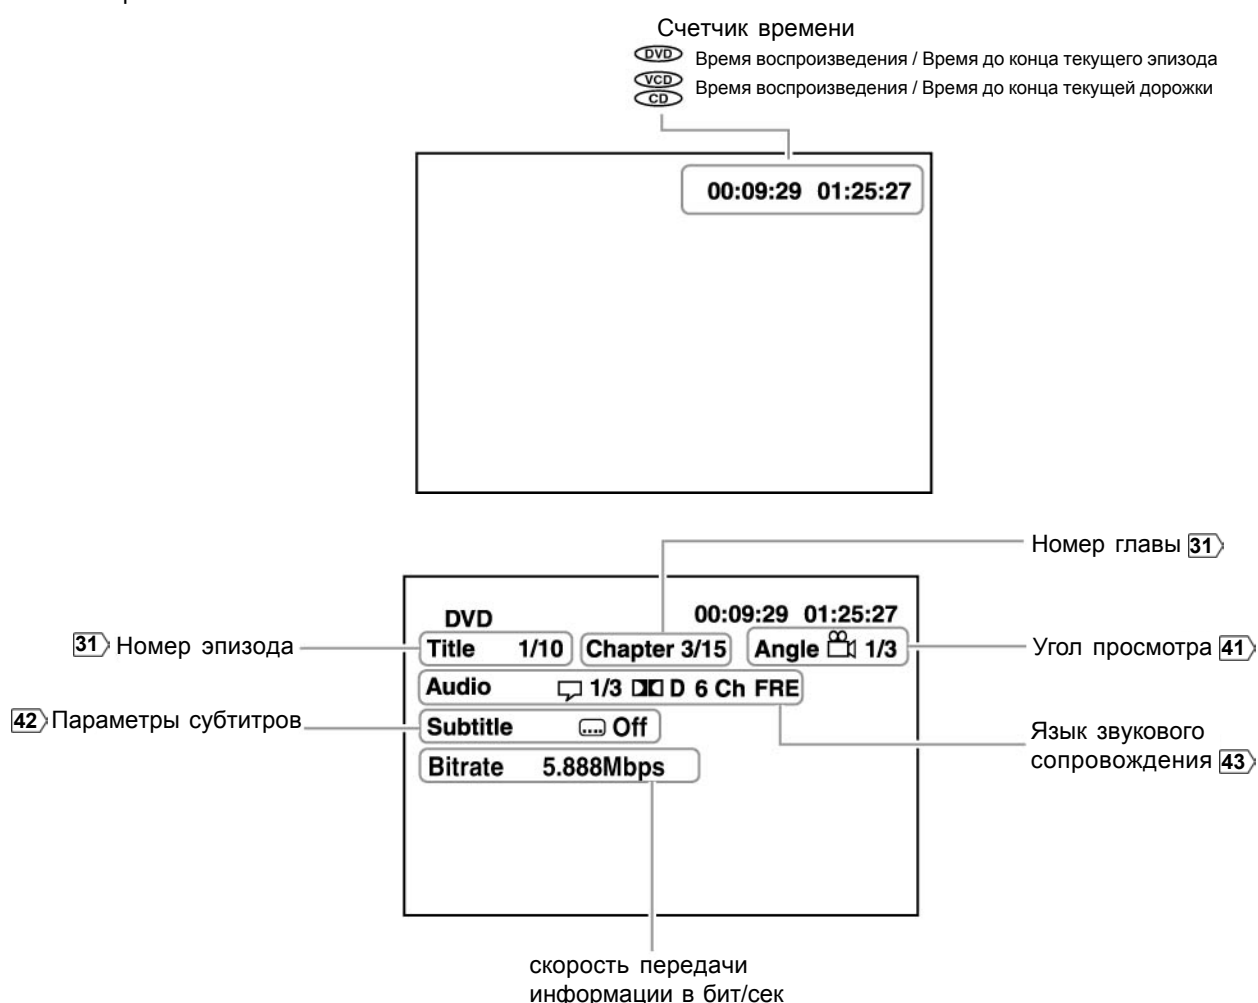 Счетчик времени
DVD Время воспроизведения / Время до конца текущего эпизода
VCD
CD Время воспроизведения / Время до конца текущей дорожки
00:09:29 01:25:27
Номер главы 31
DVD 00:09:29 01:25:27
31 Номер эпизода
Title 1/10 Chapter 3/15 Angle 1/3
Угол просмотра 41
Audio 1/3 D 6 Ch FRE
42 Параметры субтитров
Subtitle Off
Язык звукового
сопровождения 43
Bitrate 5.888Mbps
скорость передачи
информации в бит/сек